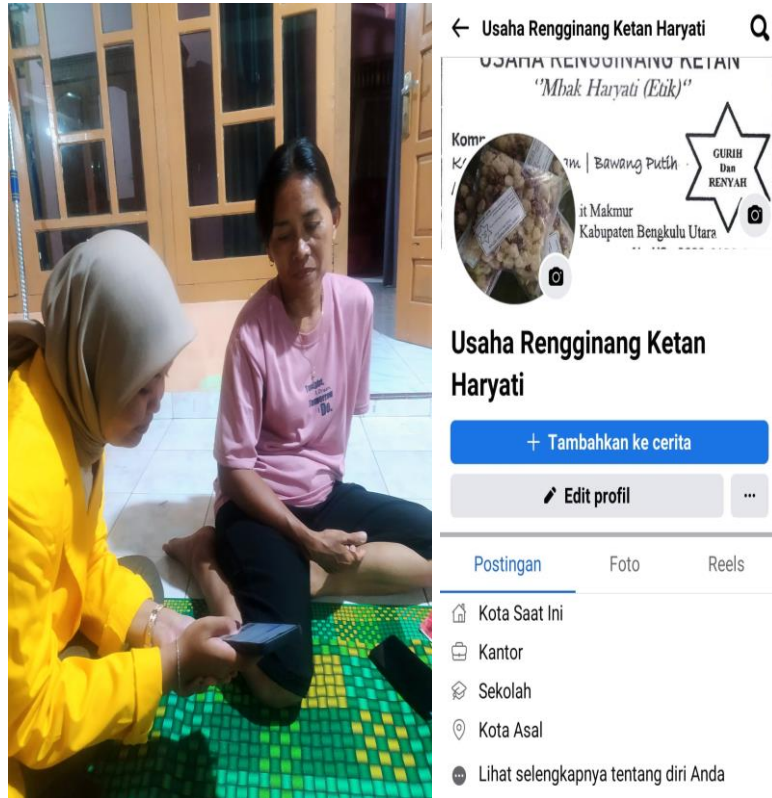 Usaha Rengginang Ketan Haryati
USAHA RENGGINANG KETAN
"Mbak Haryati (Etik)"
Bawang Putih
GURIH
Dan
RENYAH
it Makmur
Kabupaten Bengkulu Utara
Usaha Rengginang Ketan
Haryati
+ Tambahkan ke cerita
Edit profil
...
Postingan Foto Reels
Kota Saat Ini
Kantor
Sekolah
Kota Asal
Lihat selengkapnya tentang diri Anda
Do.